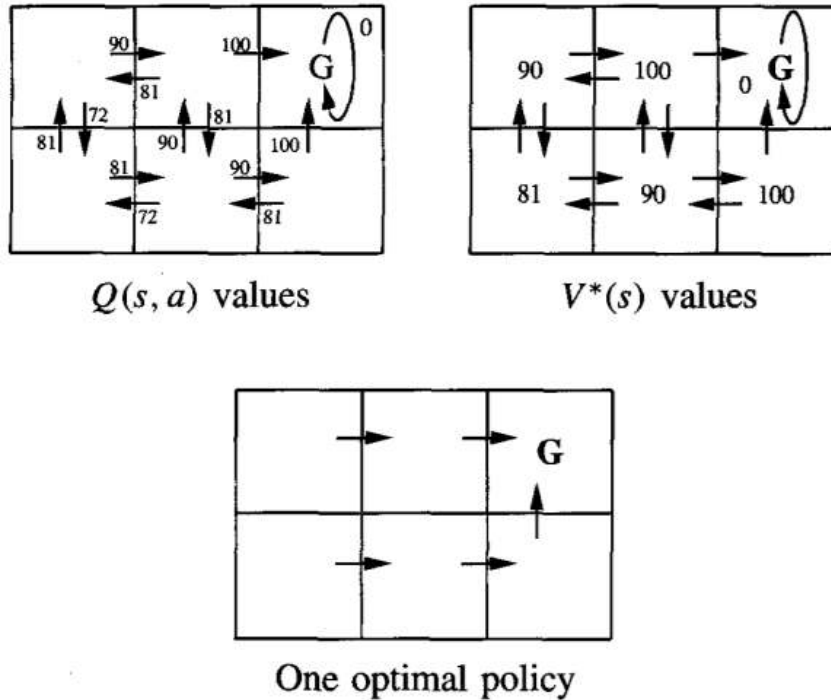 90 100 G 0
81
81 72 90 81 100
81 90
72 81
Q(s, a) values
90 100 0 G
81 90 100
V*(s) values
G
One optimal policy